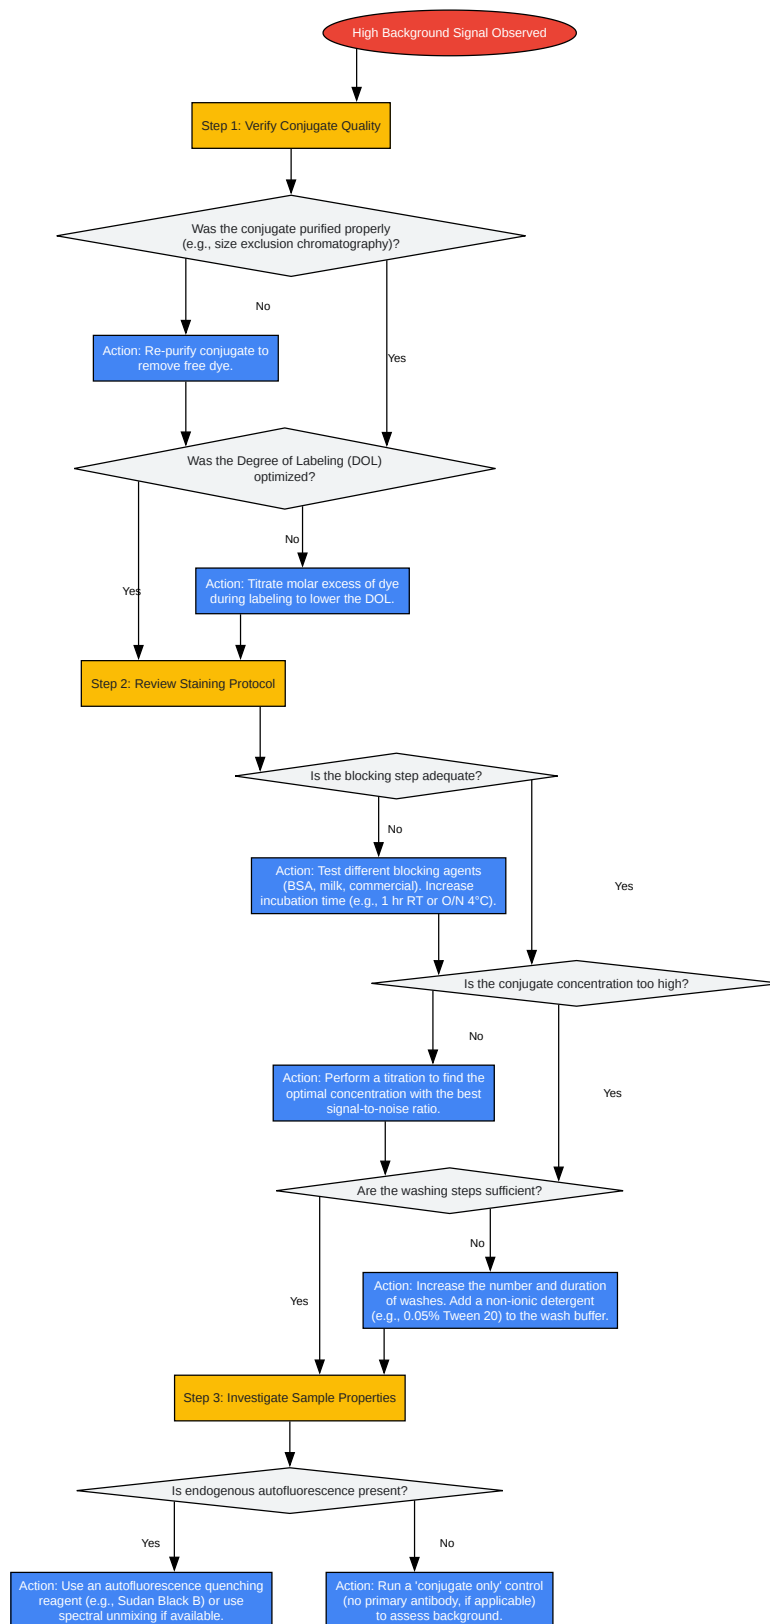 High Background Signal Observed
Step 1: Verify Conjugate Quality
Was the conjugate purified properly
(e.g., size exclusion chromatography)?
No
Yes
Action: Re-purify conjugate to
remove free dye.
Was the Degree of Labeling (DOL)
optimized?
No
Yes
Action: Titrate molar excess of dye
during labeling to lower the DOL.
Step 2: Review Staining Protocol
Is the blocking step adequate?
No
Yes
Action: Test different blocking agents
(BSA, milk, commercial). Increase
incubation time (e.g., 1 hr RT or O/N 4°C).
Is the conjugate concentration too high?
No
Yes
Action: Perform a titration to find the
optimal concentration with the best
signal-to-noise ratio.
Are the washing steps sufficient?
No
Yes
Action: Increase the number and duration
of washes. Add a non-ionic detergent
(e.g., 0.05% Tween 20) to the wash buffer.
Step 3: Investigate Sample Properties
Is endogenous autofluorescence present?
Yes
No
Action: Use an autofluorescence quenching
reagent (e.g., Sudan Black B) or use
spectral unmixing if available.
Action: Run a 'conjugate only' control
(no primary antibody, if applicable)
to assess background.